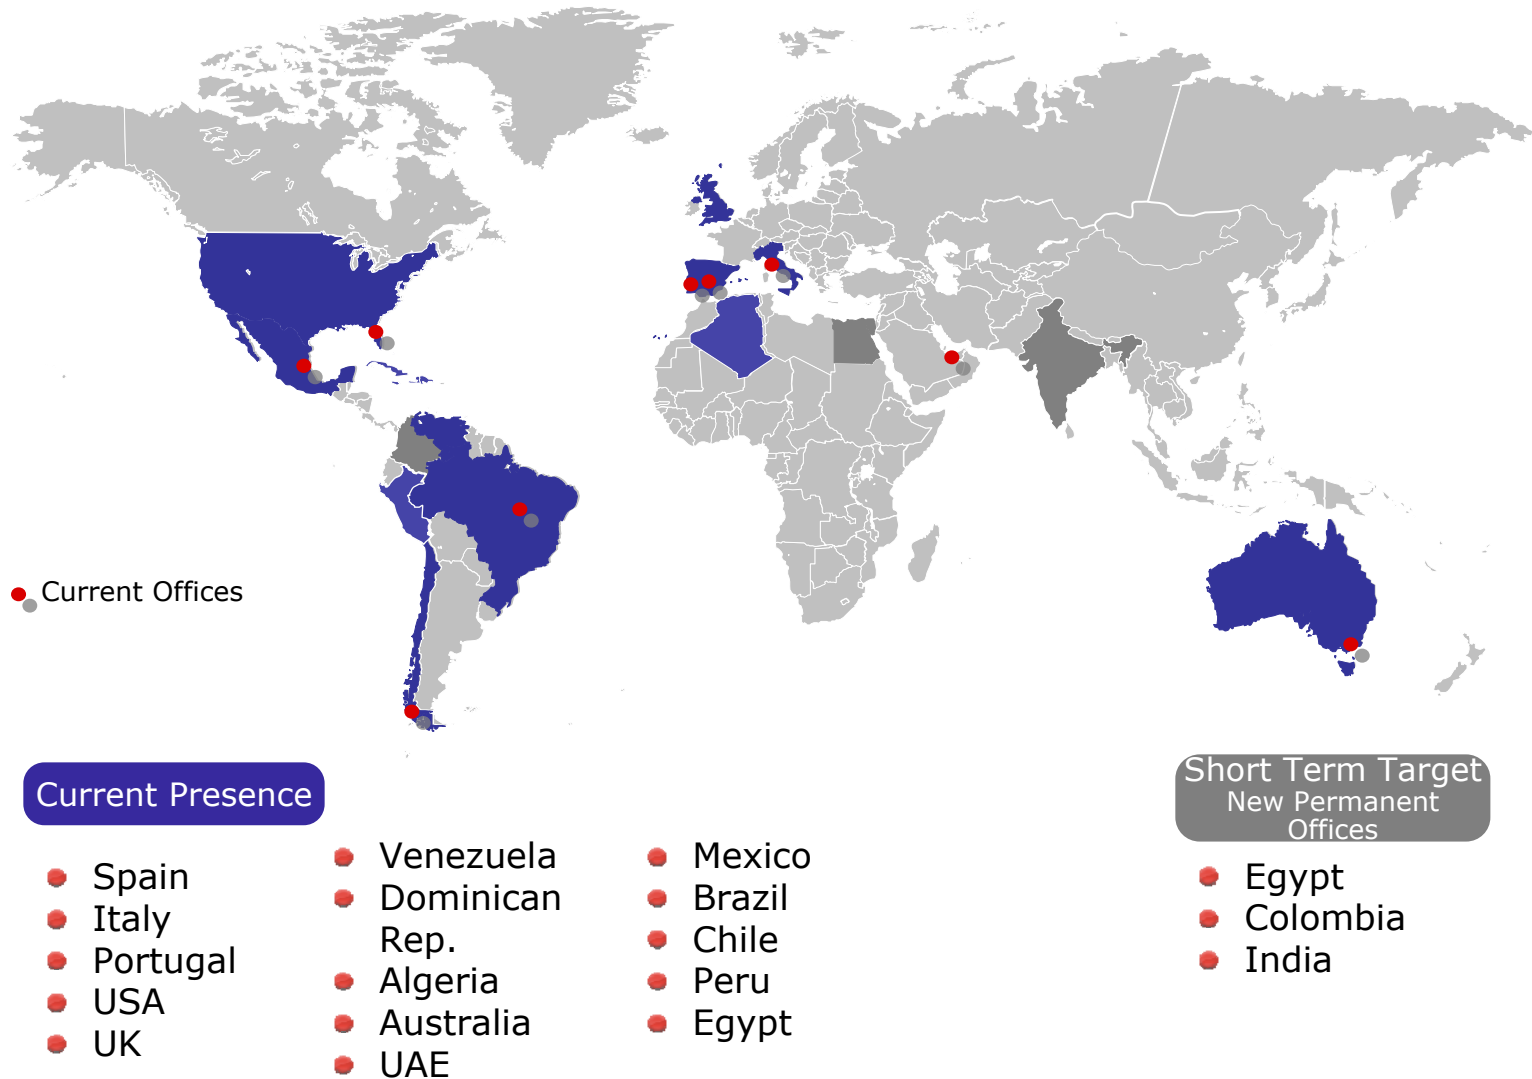 Current Offices
Current Presence
Spain
Italy
Portugal
USA
UK
Venezuela
Dominican
Rep.
Algeria
Australia
UAE
Mexico
Brazil
Chile
Peru
Egypt
Short Term Target
New Permanent
Offices
Egypt
Colombia
India